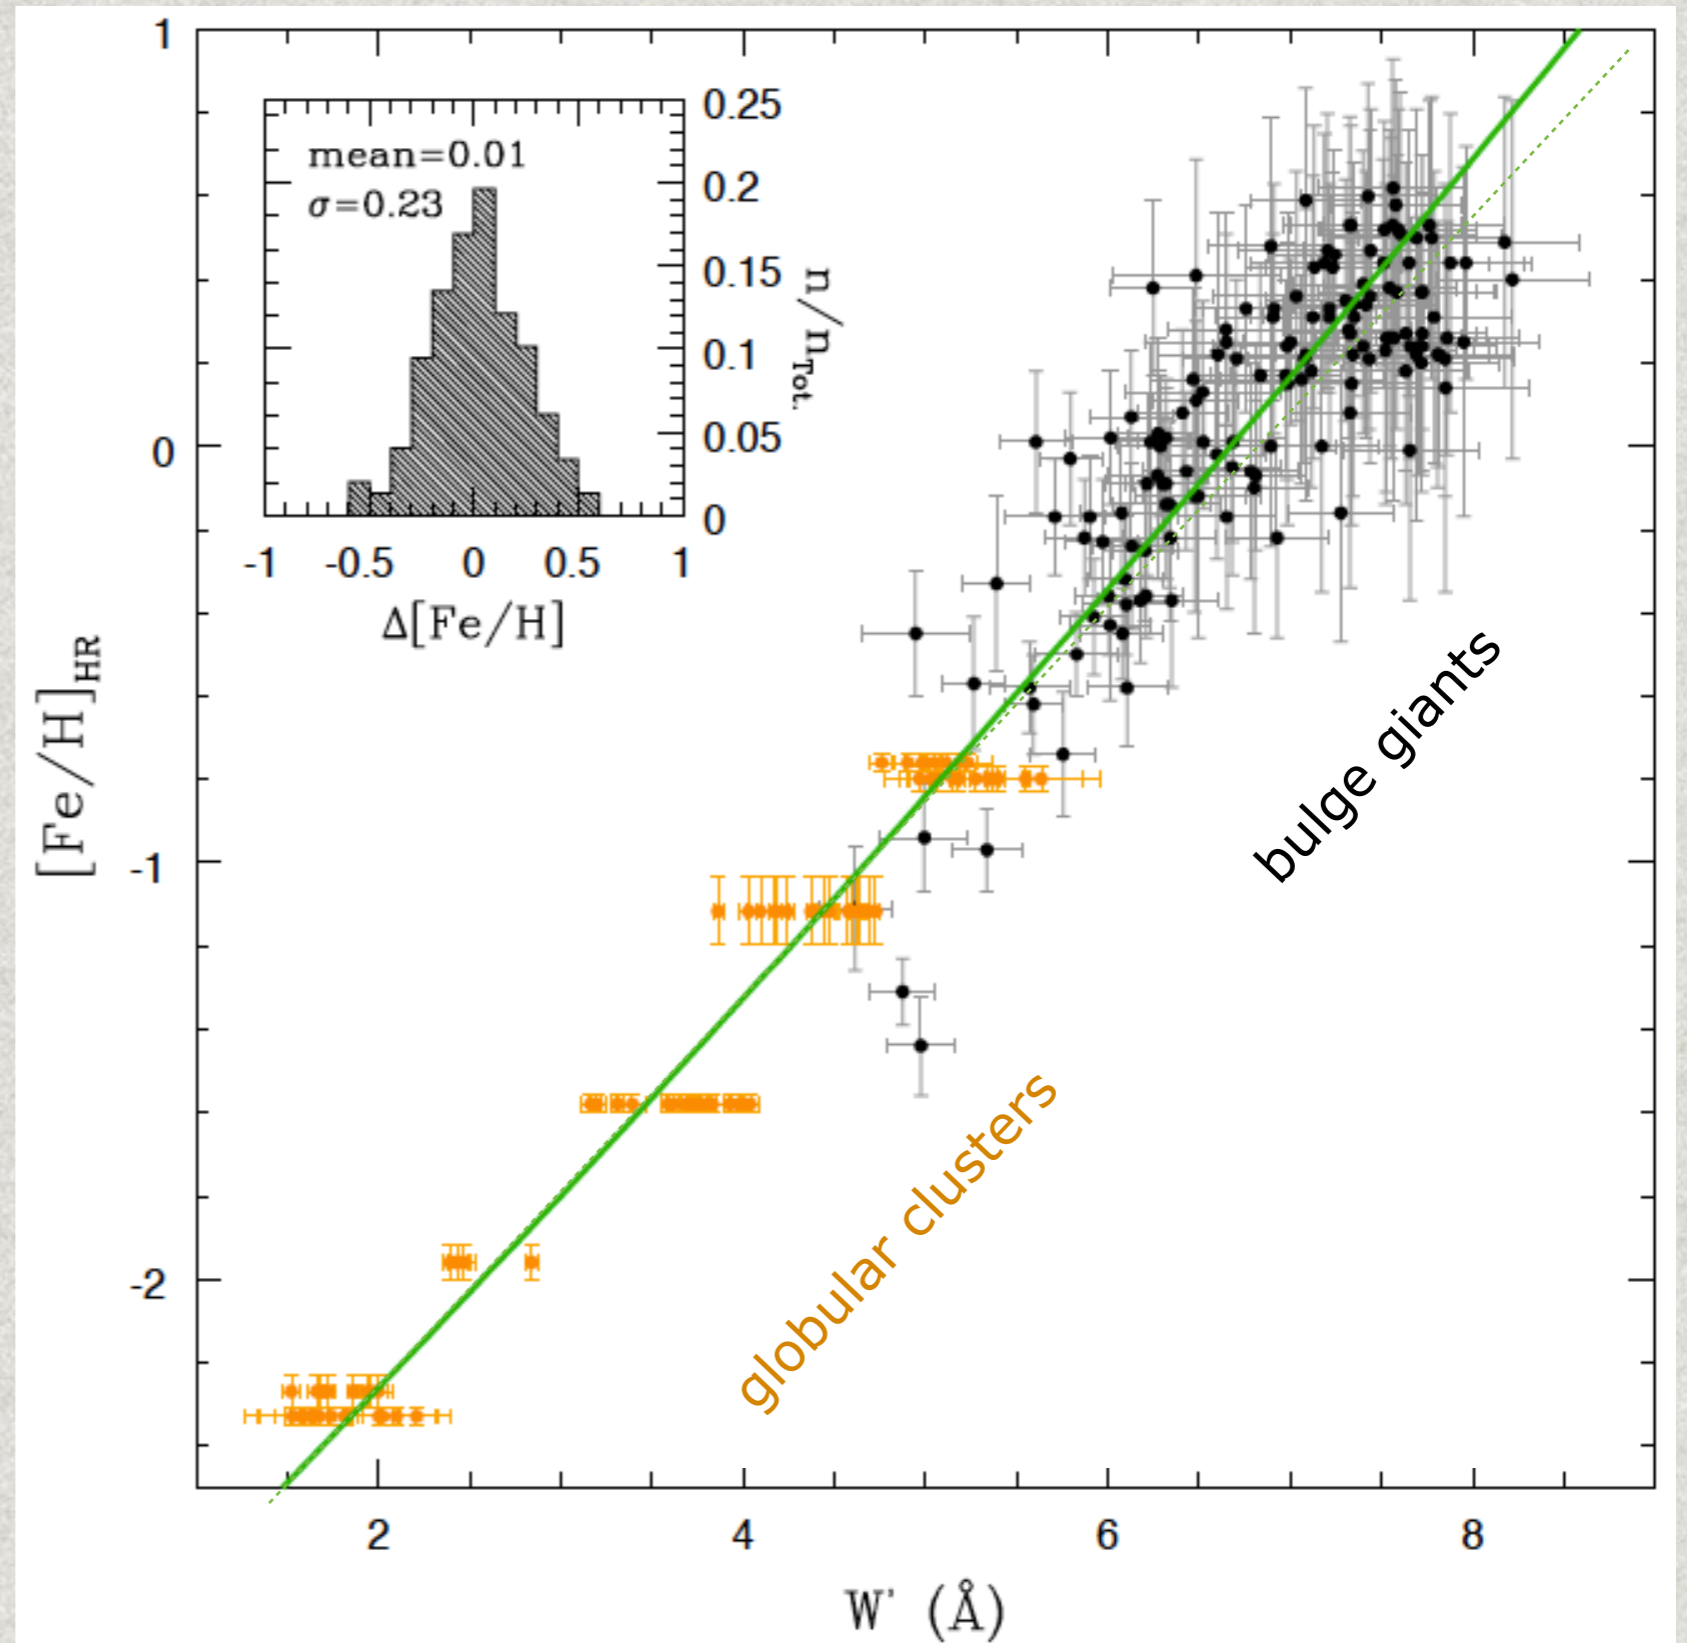 1
0
-1
-2
[Fe/H]HR
mean=0.01
σ=0.23
0.25
0.2
0.15
0.1
0.05
0
n/nTot.
-1 -0.5 0 0.5 1
Δ[Fe/H]
bulge giants
globular clusters
2 4 6 8
W' (Å)